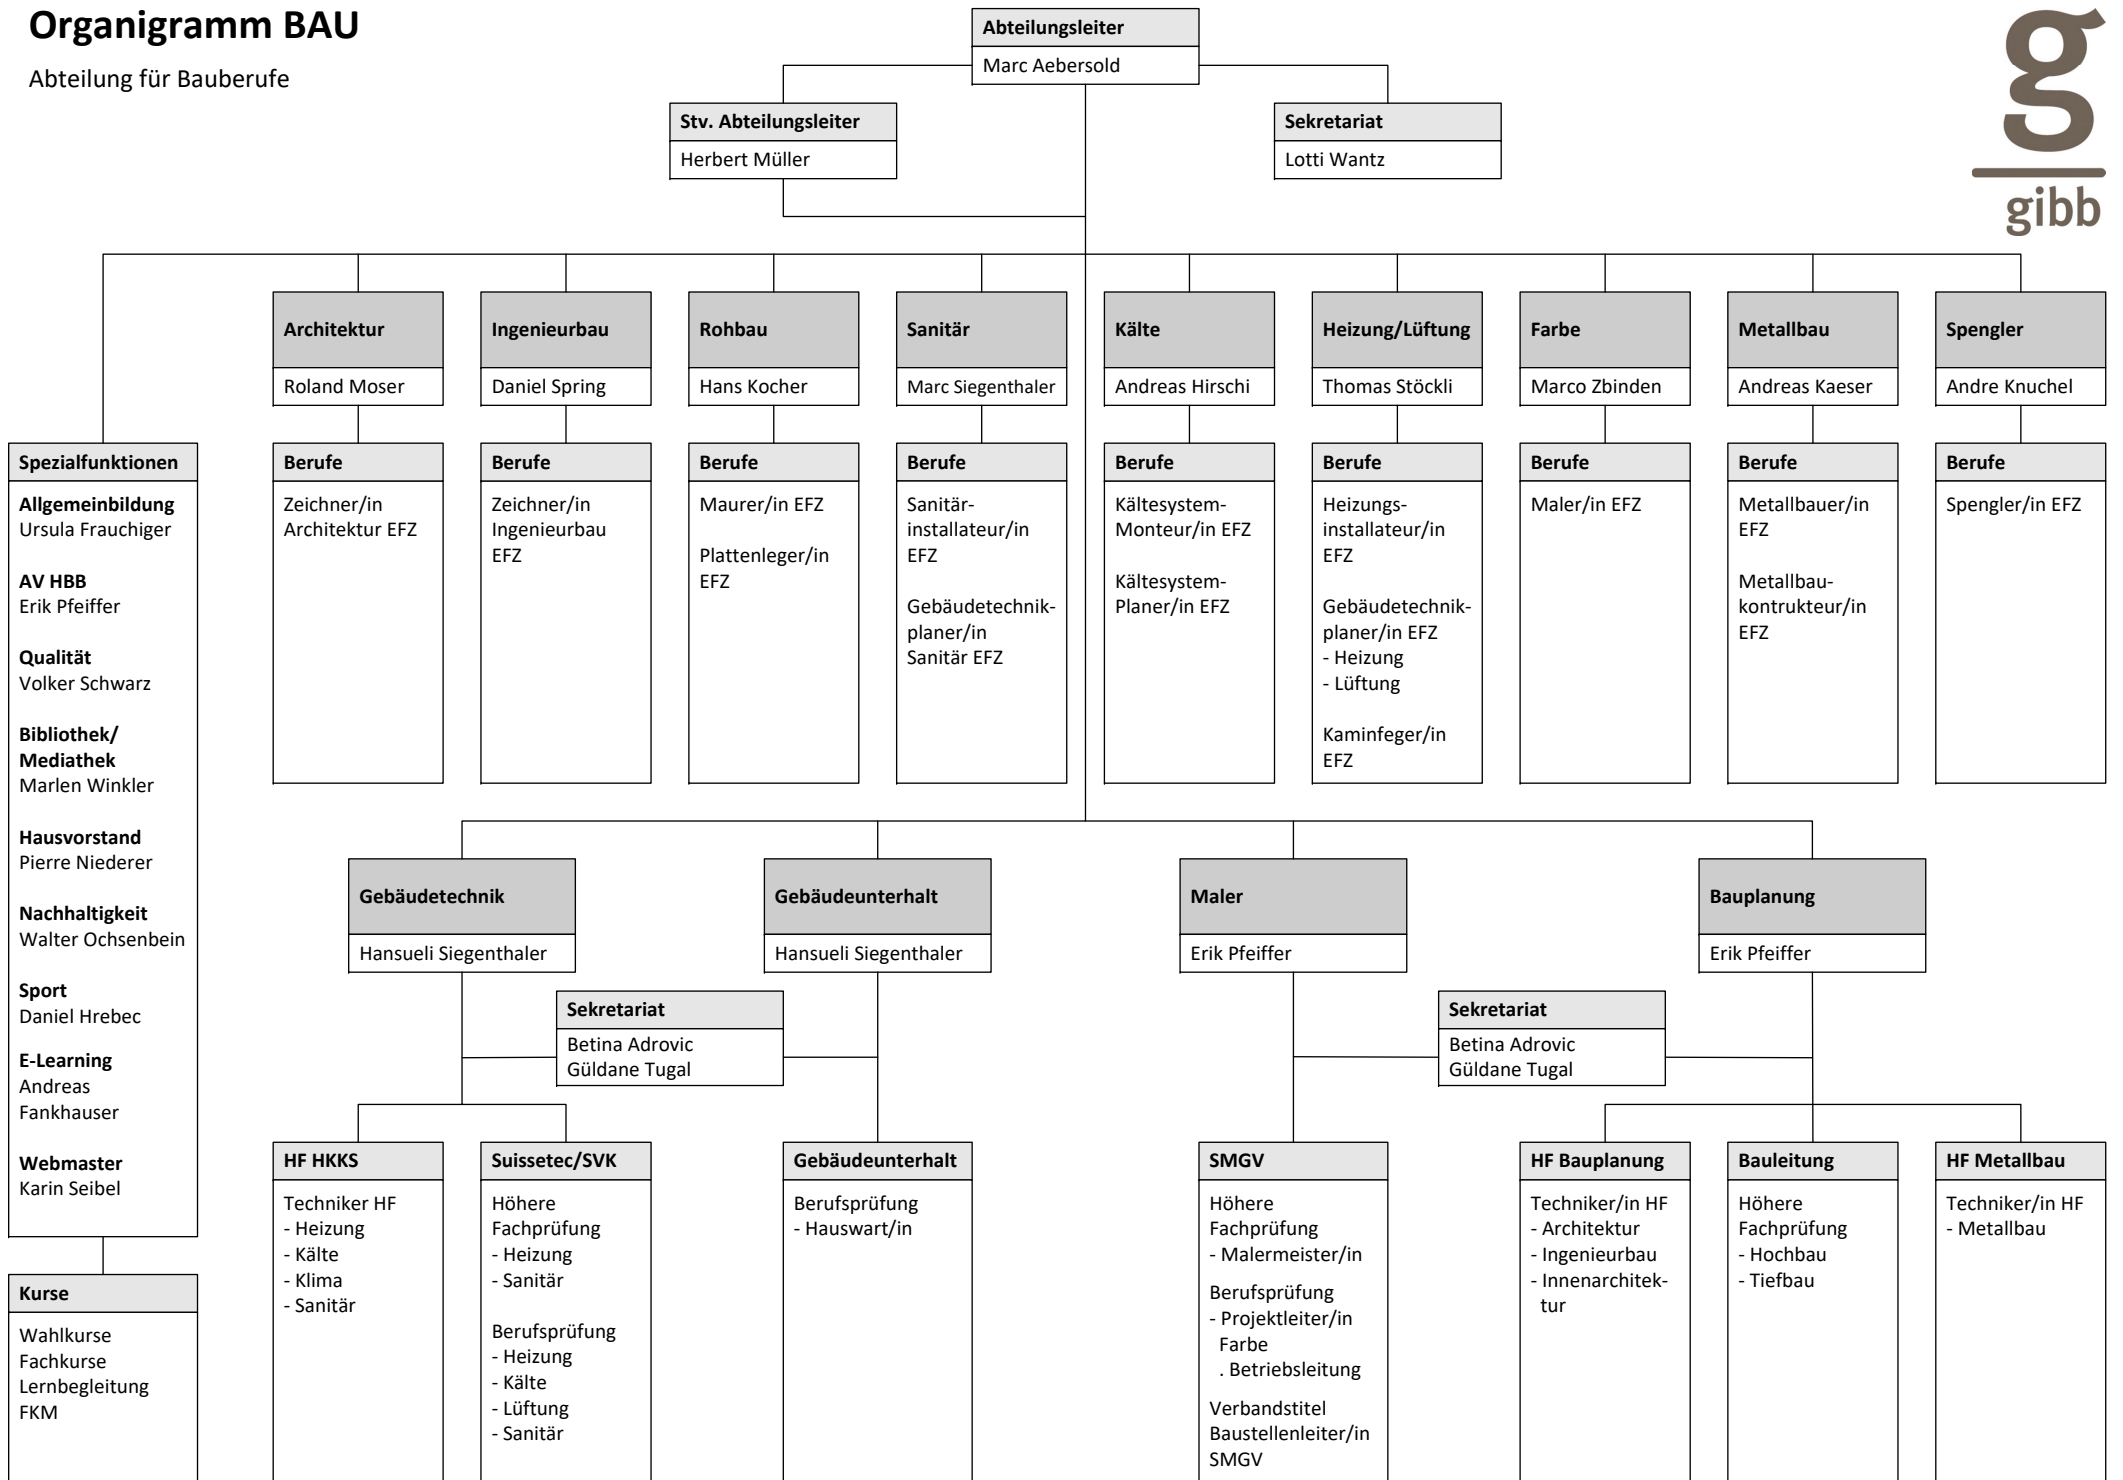 Organigramm BAU
Abteilung für Bauberufe
Abteilungsleiter
Marc Aebersold
Stv. Abteilungsleiter
Herbert Müller
Sekretariat
Lotti Wantz
g
gibb
Architektur
Roland Moser
Ingenieurbau
Daniel Spring
Rohbau
Hans Kocher
Sanitär
Marc Siegenthaler
Kälte
Andreas Hirschi
Heizung/Lüftung
Thomas Stöckli
Farbe
Marco Zbinden
Metallbau
Andreas Kaeser
Spengler
Andre Knuchel
Spezialfunktionen
Allgemeinbildung
Ursula Frauchiger
AV HBB
Erik Pfeiffer
Qualität
Volker Schwarz
Bibliothek/
Mediathek
Marlen Winkler
Hausvorstand
Pierre Niederer
Nachhaltigkeit
Walter Ochsenbein
Sport
Daniel Hrebec
E-Learning
Andreas
Fankhauser
Webmaster
Karin Seibel
Kurse
Wahlkurse
Fachkurse
Lernbegleitung
FKM
Berufe
Zeichner/in
Architektur EFZ
Berufe
Zeichner/in
Ingenieurbau
EFZ
Berufe
Maurer/in EFZ
Plattenleger/in
EFZ
Berufe
Sanitär-
installateur/in
EFZ
Gebäudetechnik-
planer/in
Sanitär EFZ
Berufe
Kältesystem-
Monteur/in EFZ
Kältesystem-
Planer/in EFZ
Berufe
Heizungs-
installateur/in
EFZ
Gebäudetechnik-
planer/in EFZ
- Heizung
- Lüftung
Kaminfeger/in
EFZ
Berufe
Maler/in EFZ
Berufe
Metallbauer/in
EFZ
Metallbau-
kontrukteur/in
EFZ
Berufe
Spengler/in EFZ
Gebäudetechnik
Hansueli Siegenthaler
Gebäudeunterhalt
Hansueli Siegenthaler
Maler
Erik Pfeiffer
Bauplanung
Erik Pfeiffer
Sekretariat
Betina Adrovic
Güldane Tugal
Sekretariat
Betina Adrovic
Güldane Tugal
HF HKKS
Techniker HF
- Heizung
- Kälte
- Klima
- Sanitär
Suissetec/SVK
Höhere
Fachprüfung
- Heizung
- Sanitär
Berufsprüfung
- Heizung
- Kälte
- Lüftung
- Sanitär
Gebäudeunterhalt
Berufsprüfung
- Hauswart/in
SMGV
Höhere
Fachprüfung
- Malermeister/in
Berufsprüfung
- Projektleiter/in
Farbe
. Betriebsleitung
Verbandstitel
Baustellenleiter/in
SMGV
HF Bauplanung
Techniker/in HF
- Architektur
- Ingenieurbau
- Innenarchitek-
tur
Bauleitung
Höhere
Fachprüfung
- Hochbau
- Tiefbau
HF Metallbau
Techniker/in HF
- Metallbau